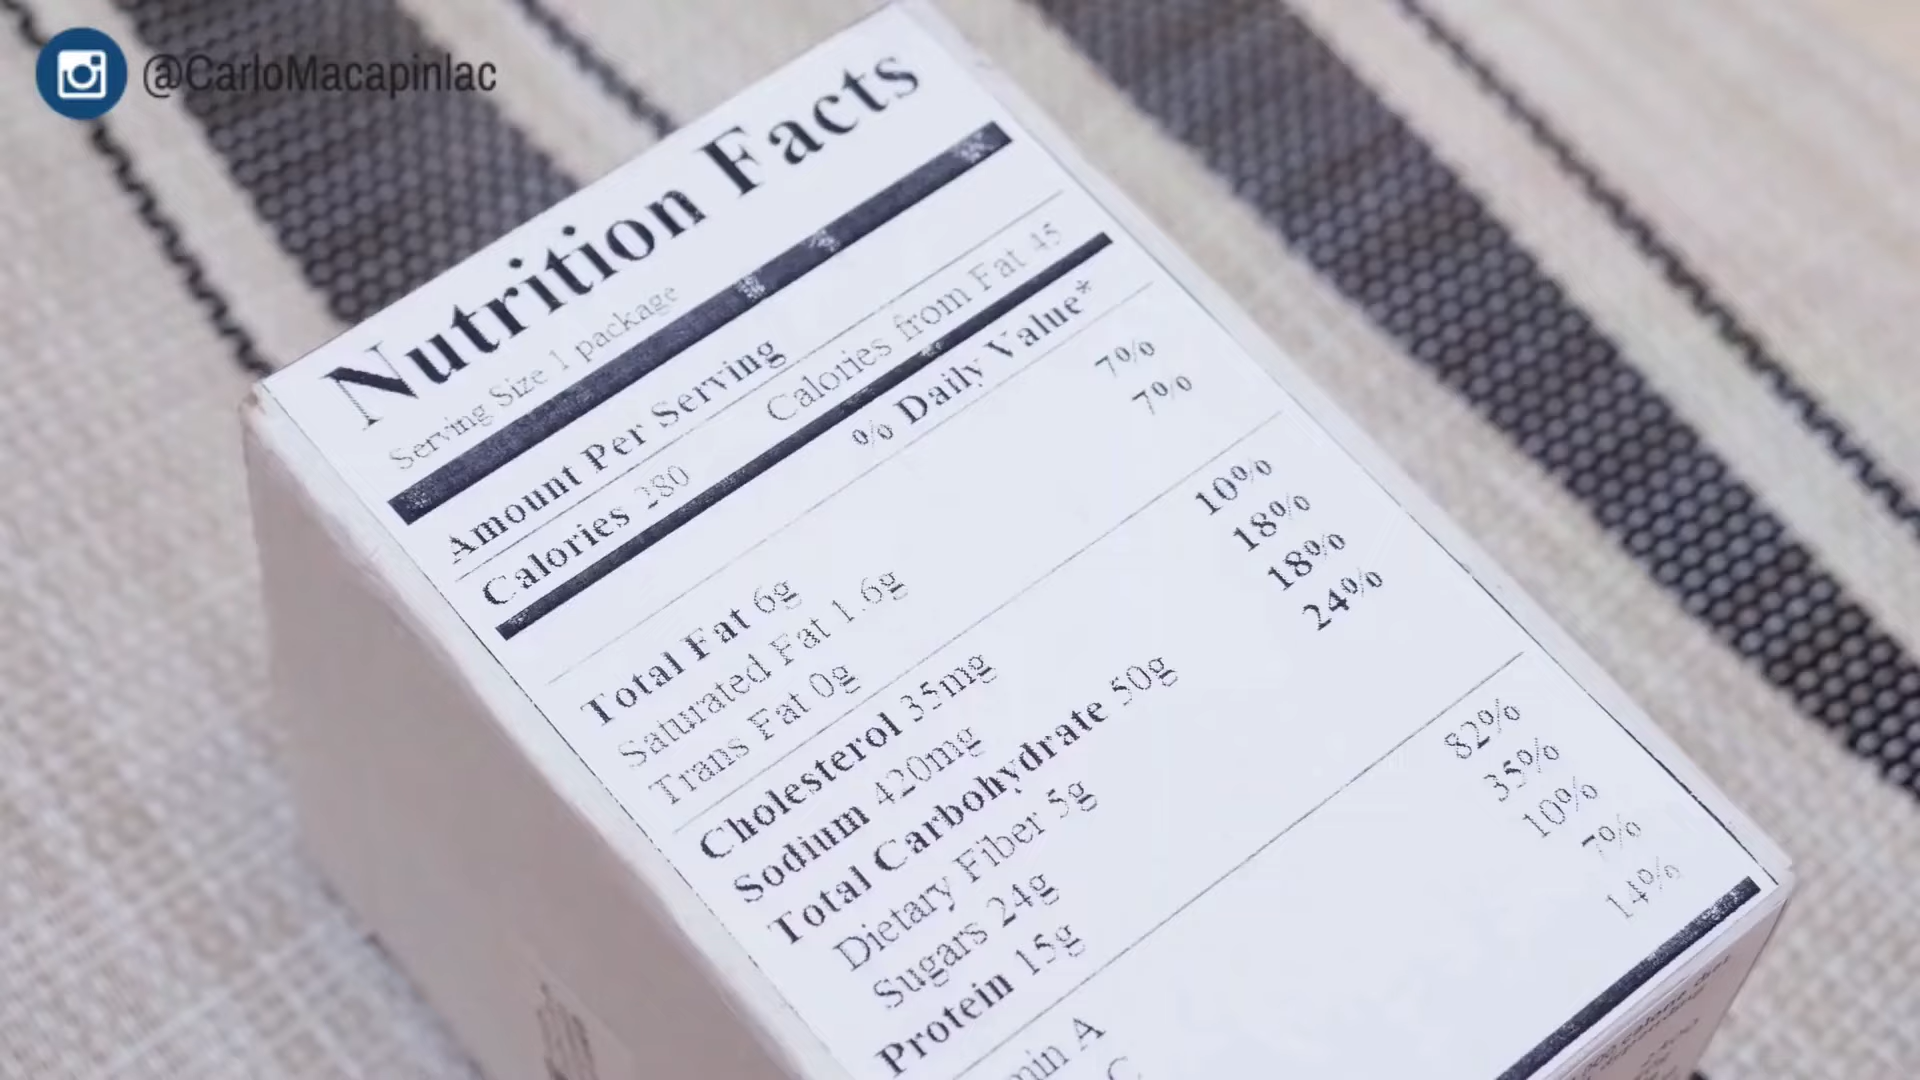 @CarloMacapinlac
Nutrition Facts
Serving Size 1 package
Amount Per Serving
Calories 280 Calories from Fat 45
% Daily Value*
Total Fat 6g 7%
Saturated Fat 1.6g 7%
Trans Fat 0g
Cholesterol 35mg 10%
Sodium 420mg 18%
Total Carbohydrate 50g 18%
Dietary Fiber 5g 24%
Sugars 24g
Protein 15g
82%
35%
10%
7%
14%
A
C
calorie diet